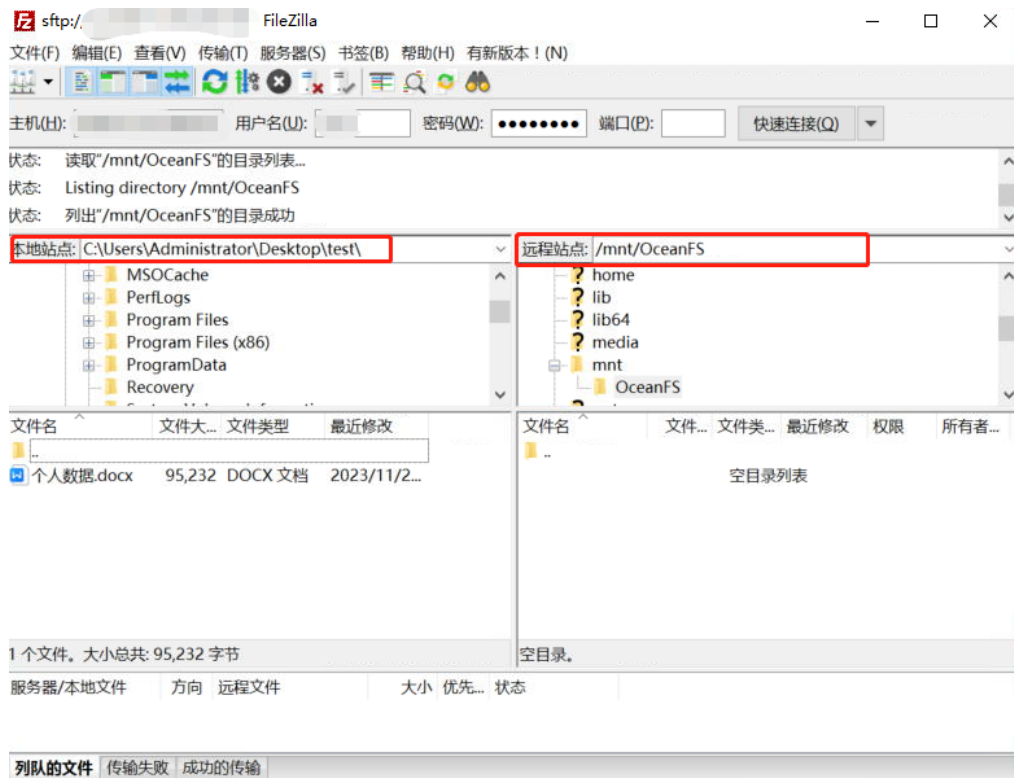 sftp:/ FileZilla
文件(F) 编辑(E) 查看(V) 传输(T) 服务器(S) 书签(B) 帮助(H) 有新版本！(N)
主机(H): 用户名(U): 密码(W): ●●●●●●●● 端口(P): 快速连接(Q)
状态: 读取"/mnt/OceanFS"的目录列表...
状态: Listing directory /mnt/OceanFS
状态: 列出"/mnt/OceanFS"的目录成功
本地站点: C:\Users\Administrator\Desktop\test\
MSOCache
PerfLogs
Program Files
Program Files (x86)
ProgramData
Recovery
远程站点: /mnt/OceanFS
home
lib
lib64
media
mnt
OceanFS
文件名 文件大... 文件类型 最近修改
..
个人数据.docx 95,232 DOCX 文档 2023/11/2...
1 个文件。大小总共: 95,232 字节
文件名 文件... 文件类... 最近修改 权限 所有者...
..
空目录列表
空目录。
服务器/本地文件 方向 远程文件 大小 优先... 状态
列队的文件 传输失败 成功的传输